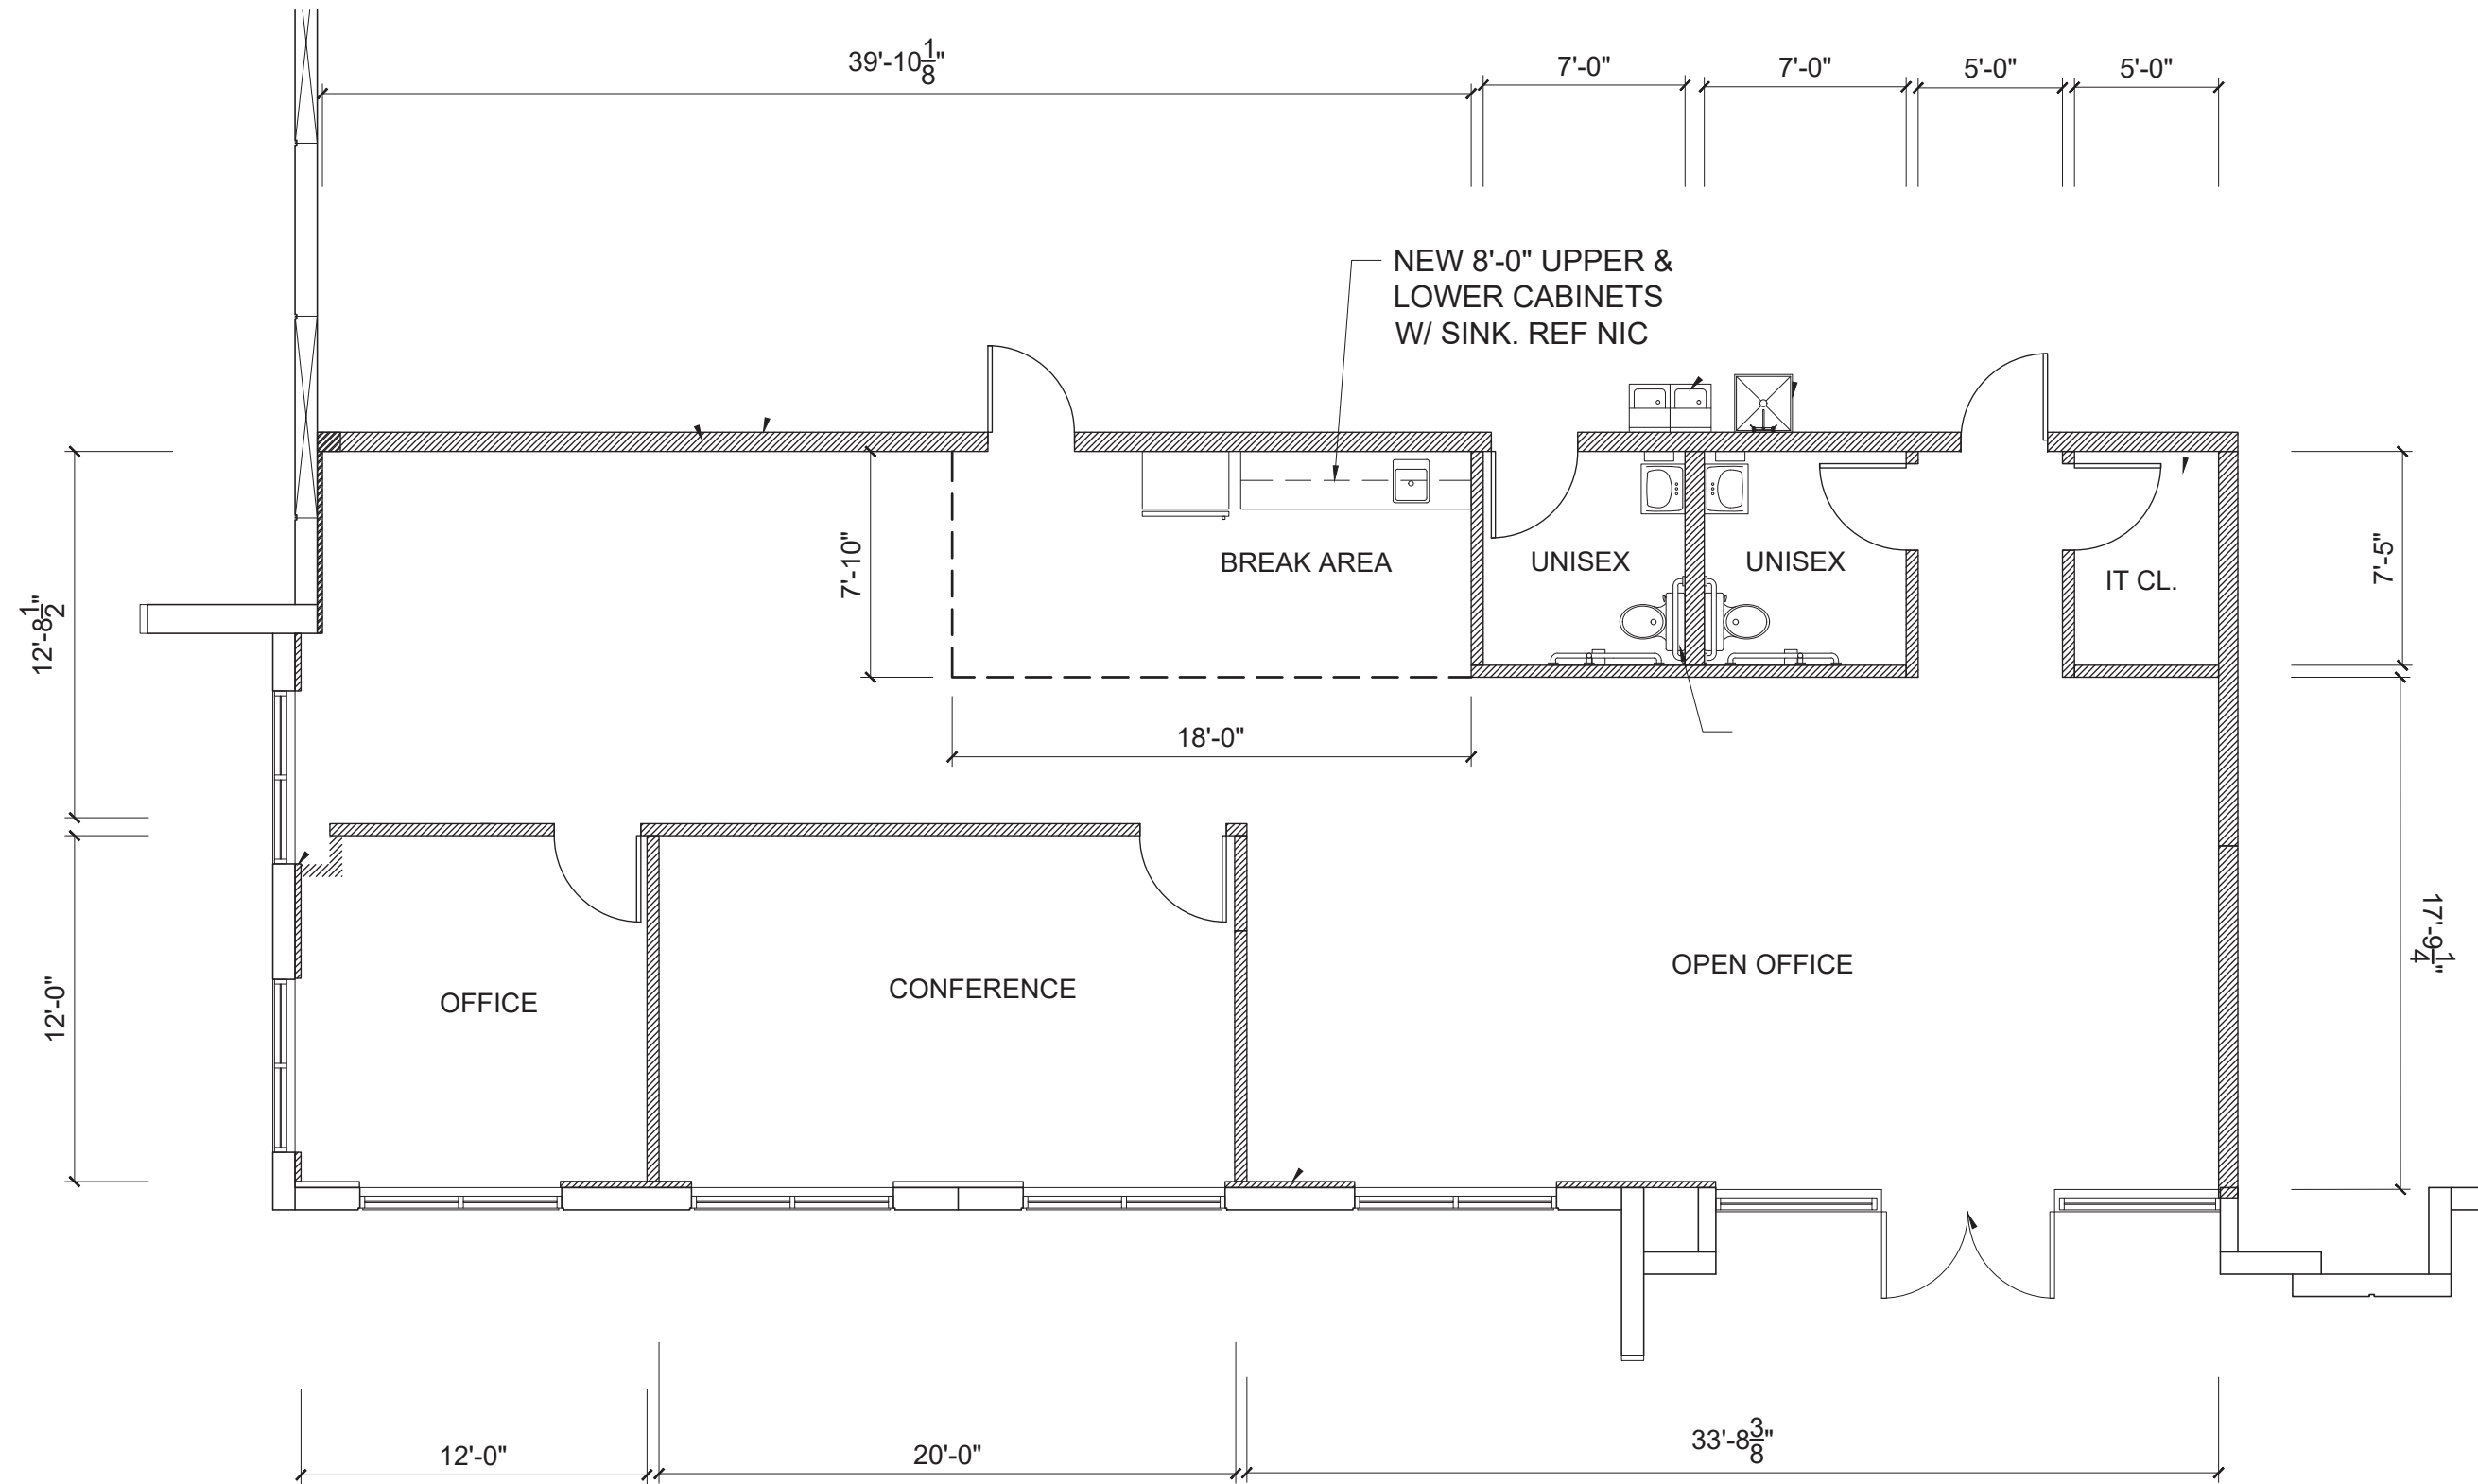 39'-10 1/8"
7'-0"
7'-0"
5'-0"
5'-0"
NEW 8'-0" UPPER &
LOWER CABINETS
W/ SINK. REF NIC
12'-8 1/2"
7'-10"
BREAK AREA
UNISEX
UNISEX
IT CL.
7'-5"
18'-0"
12'-0"
OFFICE
CONFERENCE
OPEN OFFICE
17'-9 1/4"
12'-0"
20'-0"
33'-8 3/8"